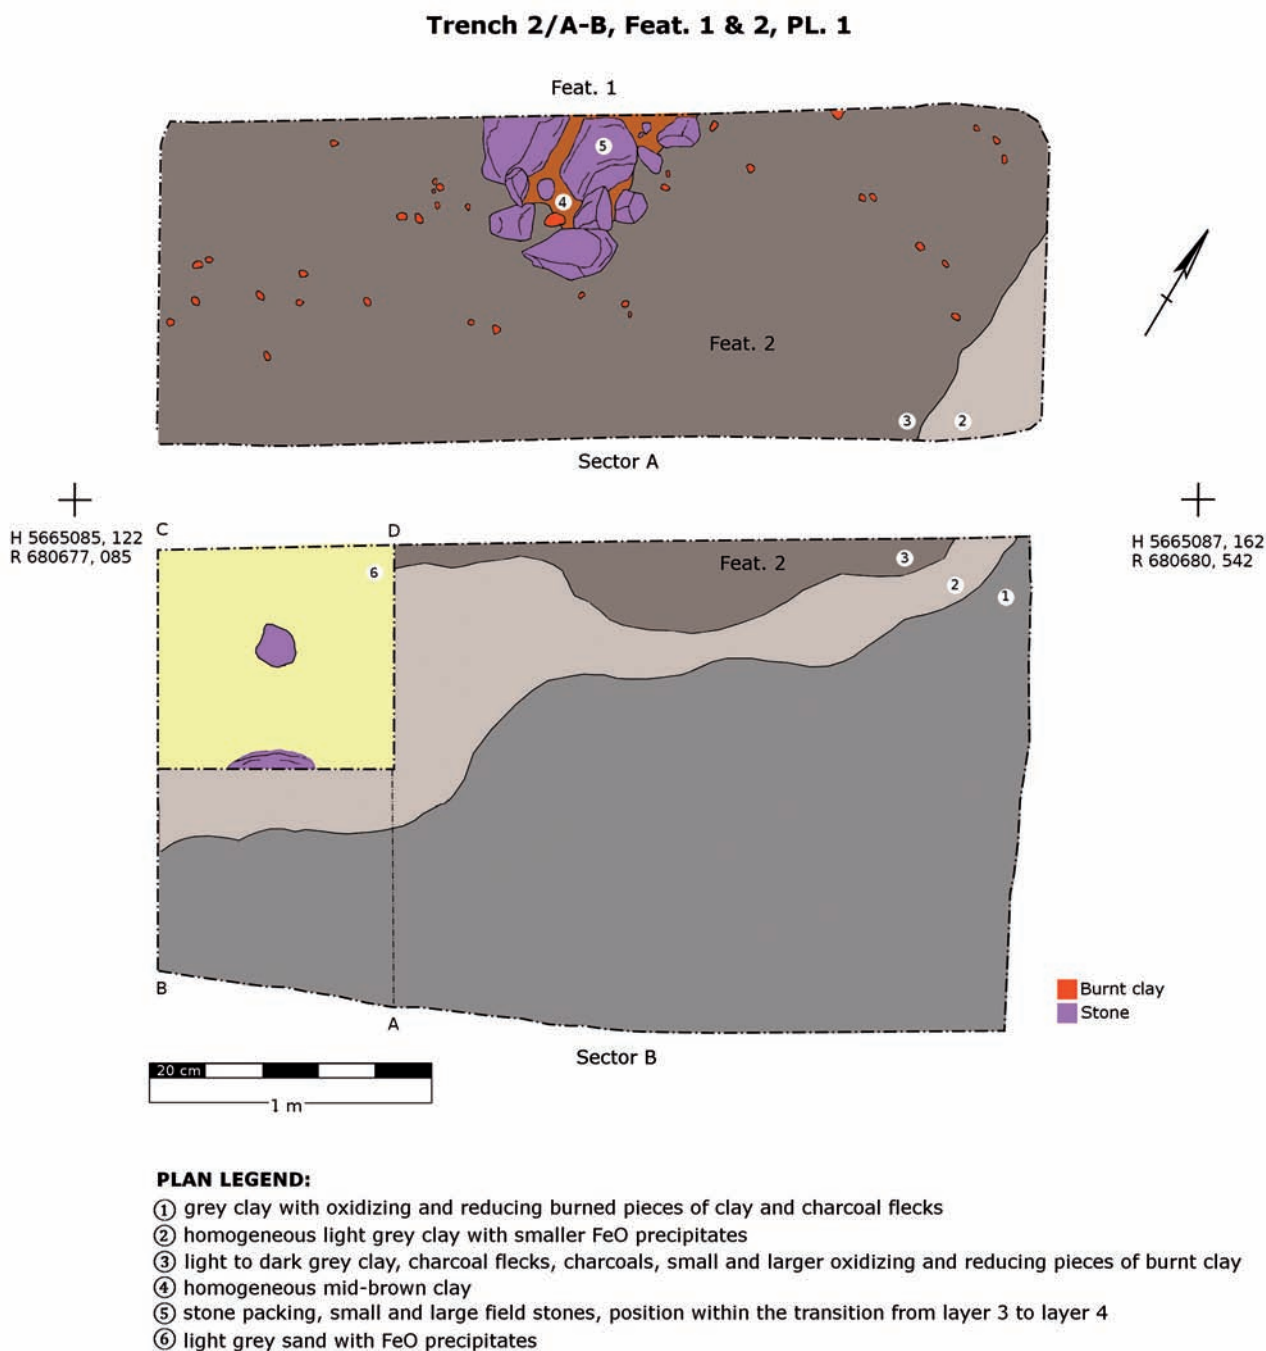 Trench 2/A-B, Feat. 1 & 2, PL. 1
Feat. 1
5
4
Feat. 2
3
2
Sector A
H 5665085, 122
R 680677, 085
H 5665087, 162
R 680680, 542
C
D
6
Feat. 2
3
2
1
B
A
Burnt clay
Stone
Sector B
20 cm
1 m
PLAN LEGEND:
1 grey clay with oxidizing and reducing burned pieces of clay and charcoal flecks
2 homogeneous light grey clay with smaller FeO precipitates
3 light to dark grey clay, charcoal flecks, charcoals, small and larger oxidizing and reducing pieces of burnt clay
4 homogeneous mid-brown clay
5 stone packing, small and large field stones, position within the transition from layer 3 to layer 4
6 light grey sand with FeO precipitates